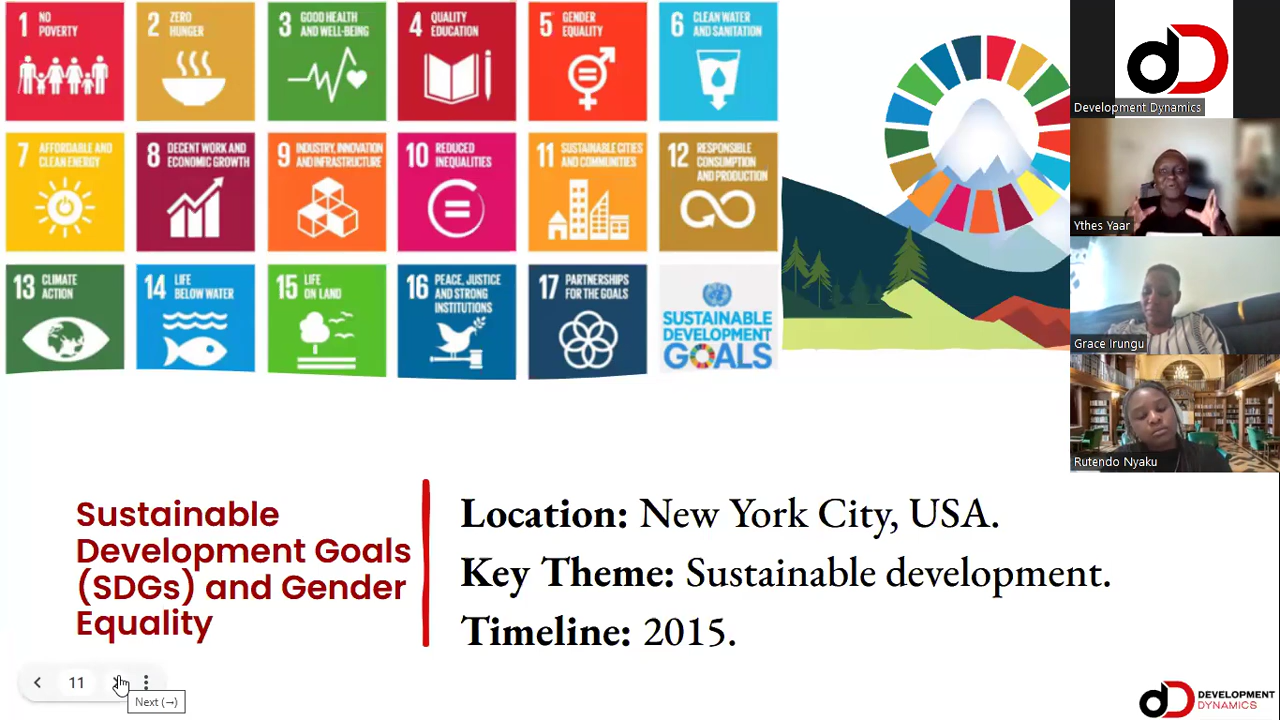 1 NO
POVERTY
2 ZERO
HUNGER
3 GOOD HEALTH
AND WELL-BEING
4 QUALITY
EDUCATION
5 GENDER
EQUALITY
6 CLEAN WATER
AND SANITATION
7 AFFORDABLE AND
CLEAN ENERGY
8 DECENT WORK AND
ECONOMIC GROWTH
9 INDUSTRY, INNOVATION
AND INFRASTRUCTURE
10 REDUCED
INEQUALITIES
11 SUSTAINABLE CITIES
AND COMMUNITIES
12 RESPONSIBLE
CONSUMPTION
AND PRODUCTION
13 CLIMATE
ACTION
14 LIFE
BELOW WATER
15 LIFE
ON LAND
16 PEACE, JUSTICE
AND STRONG
INSTITUTIONS
17 PARTNERSHIPS
FOR THE GOALS
SUSTAINABLE
DEVELOPMENT
GOALS
dD
Development Dynamics
Ythes Yaar
Grace Irungu
Rutendo Nyaku
Sustainable
Development Goals
(SDGs) and Gender
Equality
Location: New York City, USA.
Key Theme: Sustainable development.
Timeline: 2015.
11
Next (→)
dD DEVELOPMENT
DYNAMICS